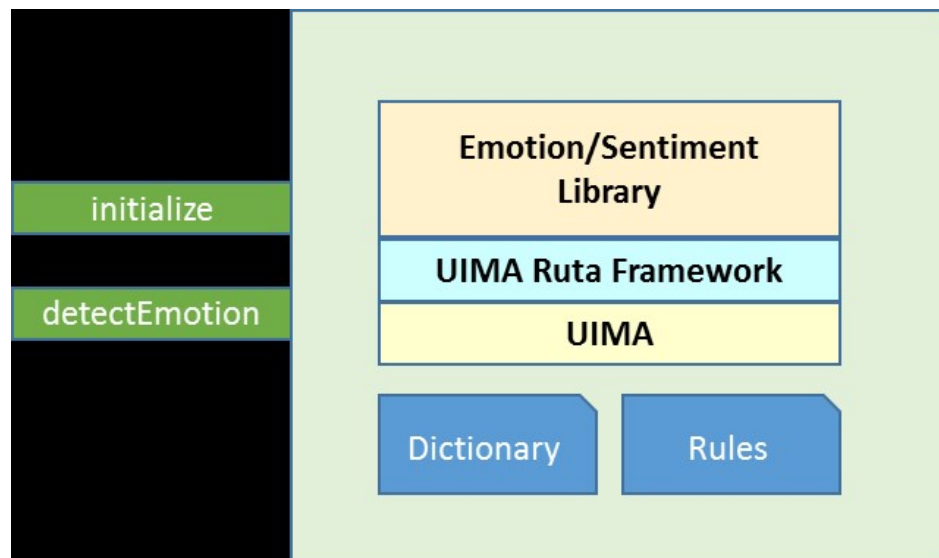 initialize
detectEmotion
Emotion/Sentiment
Library
UIMA Ruta Framework
UIMA
Dictionary
Rules